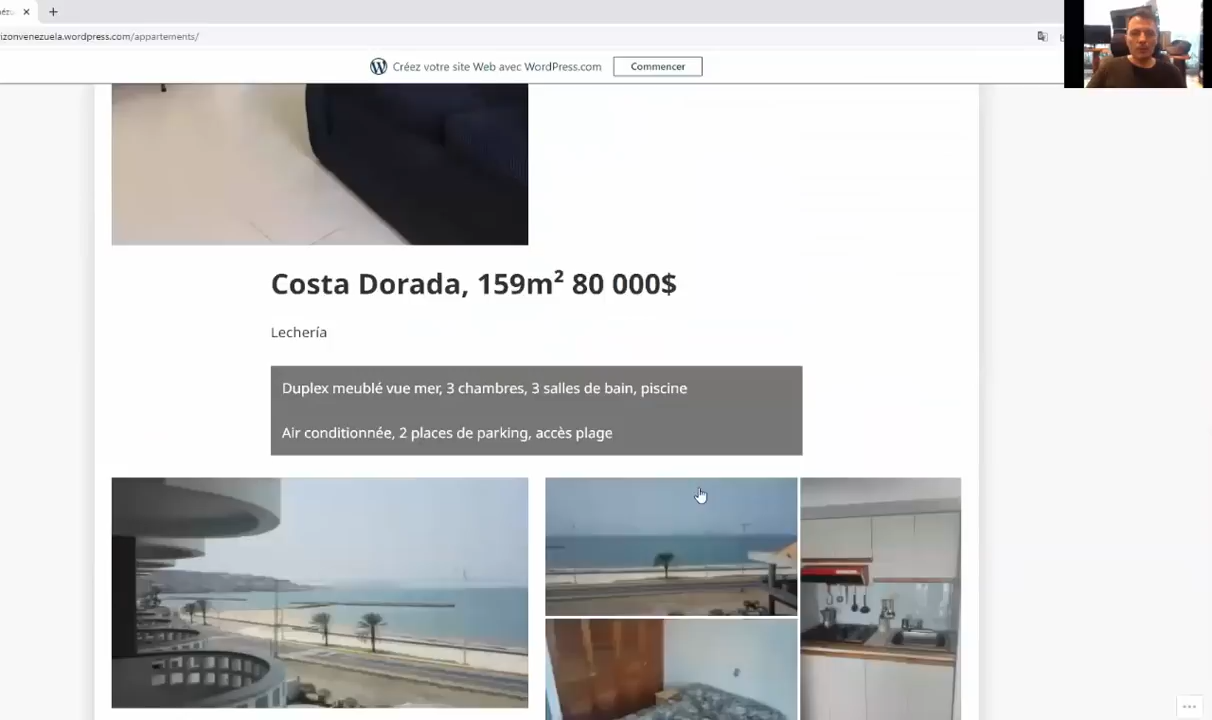 izonvenezuela.wordpress.com/appartements/
Créez votre site Web avec WordPress.com
Commencer
Costa Dorada, 159m² 80 000$
Lechería
Duplex meublé vue mer, 3 chambres, 3 salles de bain, piscine
Air conditionnée, 2 places de parking, accès plage